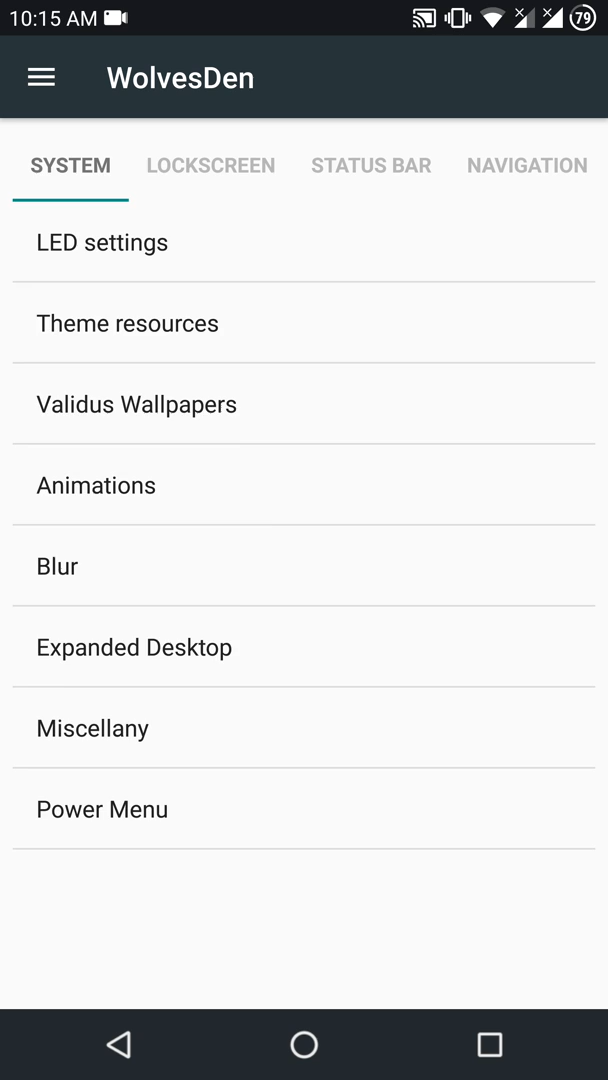 10:15 AM
79
WolvesDen
SYSTEM LOCKSCREEN STATUS BAR NAVIGATION
LED settings
Theme resources
Validus Wallpapers
Animations
Blur
Expanded Desktop
Miscellany
Power Menu